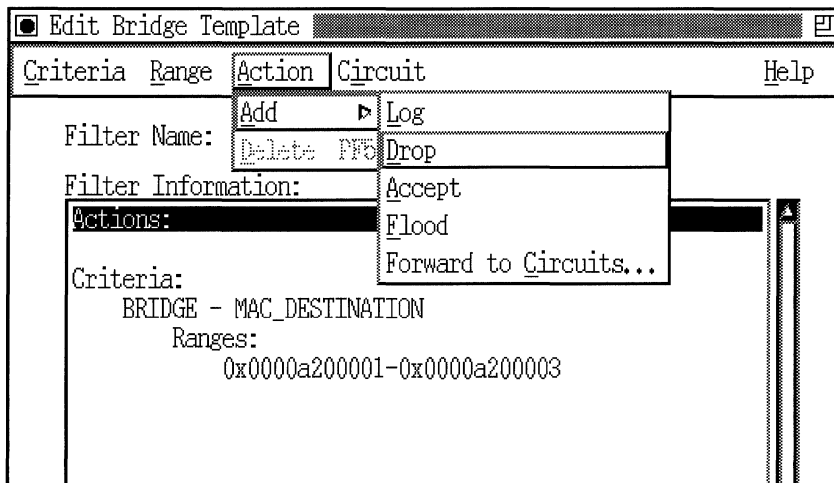 Edit Bridge Template
Criteria Range Action Circuit Help
Add Log
Filter Name: Delete PF5 Drop
Filter Information: Accept
Actions: Flood
Forward to Circuits...
Criteria:
BRIDGE - MAC_DESTINATION
Ranges:
0x0000a200001-0x0000a200003